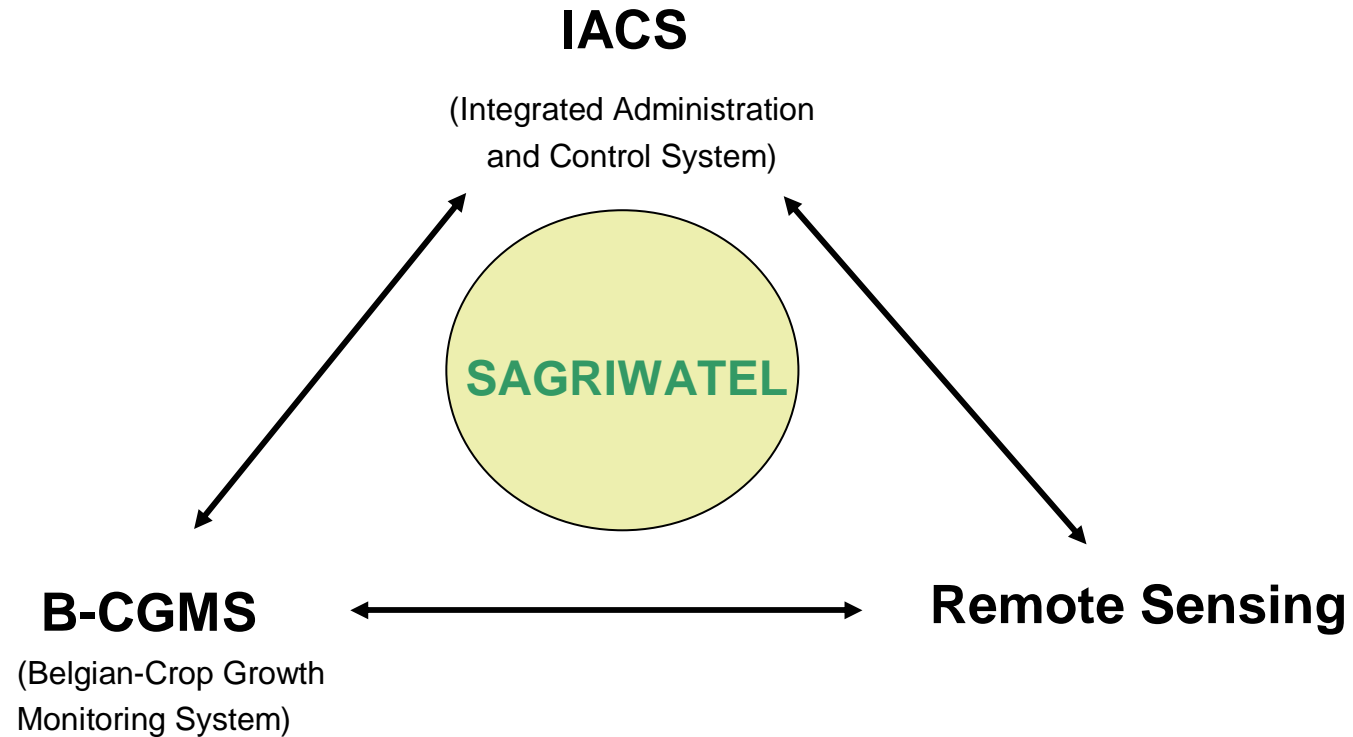 IACS
(Integrated Administration
and Control System)
SAGRIWATEL
B-CGMS
(Belgian-Crop Growth
Monitoring System)
Remote Sensing